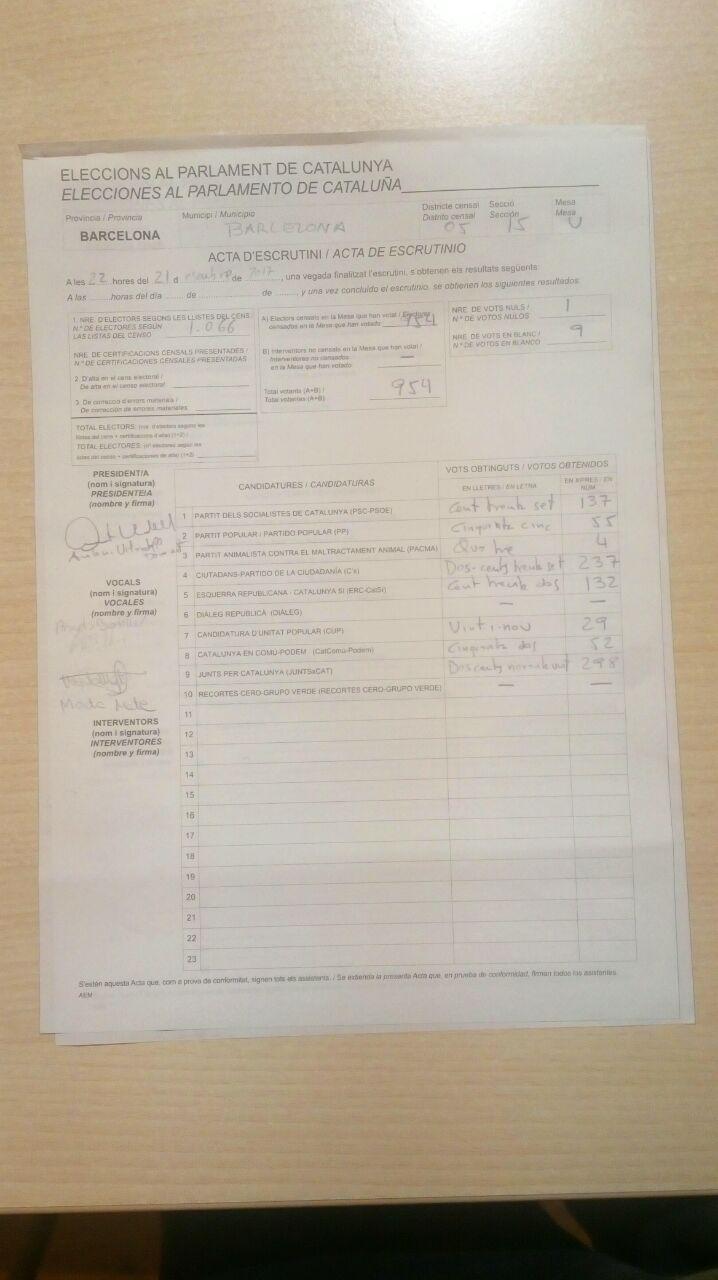 ELECCIONS AL PARLAMENT DE CATALUNYA
ELECCIONES AL PARLAMENTO DE CATALUÑA
Provincia / Provincia
BARCELONA
Municipi / Municipio
BARCELONA
Districte censal
Distrito censal
05
Secció
Sección
15
Mesa
Mesa
U
ACTA D'ESCRUTINI / ACTA DE ESCRUTINIO
A les 22 hores del 21 d de 2017, una vegada finalitzat l'escrutini, s'obtenen els resultats següents:
A las ........horas del día ...... de ........................ de ........, y una vez concluido el escrutinio, se obtienen los siguientes resultados:
1. NRE. D'ELECTORS SEGONS LES LLISTES DEL CENS
N.º DE ELECTORES SEGÚN
LAS LISTAS DEL CENSO
1.066
NRE. DE CERTIFICACIONS CENSALS PRESENTADES /
N.º DE CERTIFICACIONES CENSALES PRESENTADAS
2. D'alta en el cens electoral /
De alta en el censo electoral
3. De correcció d'errors materials /
De corrección de errores materiales
TOTAL ELECTORS: (nre. d'electors segons les
llistes del cens + certificacions d'alta) (1+2) /
TOTAL ELECTORES: (nº electores según las
listas del censo + certificaciones de alta) (1+2)
A) Electors censats en la Mesa que han votat / Electores
censados en la Mesa que han votado
954
B) Interventors no censats en la Mesa que han votat /
Interventores no censados
en la Mesa que han votado
—
Total votants (A+B) /
Total votantes (A+B)
954
NRE. DE VOTS NULS /
N.º DE VOTOS NULOS
1
NRE. DE VOTS EN BLANC /
N.º DE VOTOS EN BLANCO
9
PRESIDENT/A
(nom i signatura)
PRESIDENTE/A
(nombre y firma)
VOCALS
(nom i signatura)
VOCALES
(nombre y firma)
INTERVENTORS
(nom i signatura)
INTERVENTORES
(nombre y firma)
CANDIDATURES / CANDIDATURAS
VOTS OBTINGUTS / VOTOS OBTENIDOS
EN LLETRES / EN LETRA
EN XIFRES / EN NÚM.
1 PARTIT DELS SOCIALISTES DE CATALUNYA (PSC-PSOE) Cent trenta set 137
2 PARTIT POPULAR / PARTIDO POPULAR (PP) Cinquanta cinc 55
3 PARTIT ANIMALISTA CONTRA EL MALTRACTAMENT ANIMAL (PACMA) Quatre 4
4 CIUTADANS-PARTIDO DE LA CIUDADANÍA (C's) Dos-cents trenta set 237
5 ESQUERRA REPUBLICANA - CATALUNYA SI (ERC-CatSí) Cent trenta dos 132
6 DIÀLEG REPUBLICÀ (DIÀLEG) — —
7 CANDIDATURA D'UNITAT POPULAR (CUP) Vint-i-nou 29
8 CATALUNYA EN COMÚ-PODEM (CatComú-Podem) Cinquanta dos 52
9 JUNTS PER CATALUNYA (JUNTSxCAT) Doscents noranta vuit 298
10 RECORTES CERO-GRUPO VERDE (RECORTES CERO-GRUPO VERDE) — —
11
12
13
14
15
16
17
18
19
20
21
22
23
S'estén aquesta Acta que, com a prova de conformitat, signen tots els assistents. / Se extiende la presente Acta que, en prueba de conformidad, firman todos los asistentes.
AEM